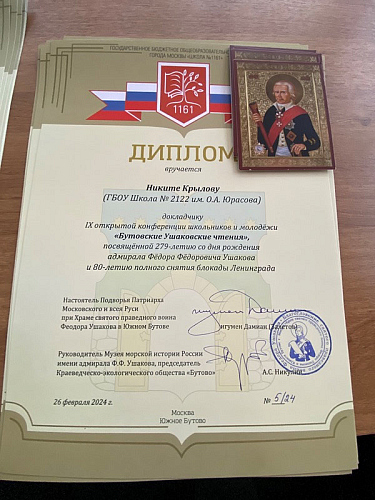 ГОСУДАРСТВЕННОЕ БЮДЖЕТНОЕ ОБЩЕОБРАЗОВАТЕЛЬНОЕ
ГОРОДА МОСКВЫ «ШКОЛА №1161»
1161
ДИПЛОМ
вручается
Никите Крылову
(ГБОУ Школа № 2122 им. О.А. Юрасова)
докладчику
IX открытой конференции школьников и молодёжи
«Бутовские Ушаковские чтения»,
посвящённой 279-летию со дня рождения
адмирала Фёдора Фёдоровича Ушакова
и 80-летию полного снятия блокады Ленинграда
Настоятель Подворья Патриарха
Московского и всея Руси
при Храме святого праведного воина
Феодора Ушакова в Южном Бутове
игумен Дамиан (Залетов)
Руководитель Музея морской истории России
имени адмирала Ф.Ф. Ушакова, председатель
Краеведческо-экологического общества «Бутово»
А.С. Никулин
26 февраля 2024 г.
№ 5/24
Москва
Южное Бутово